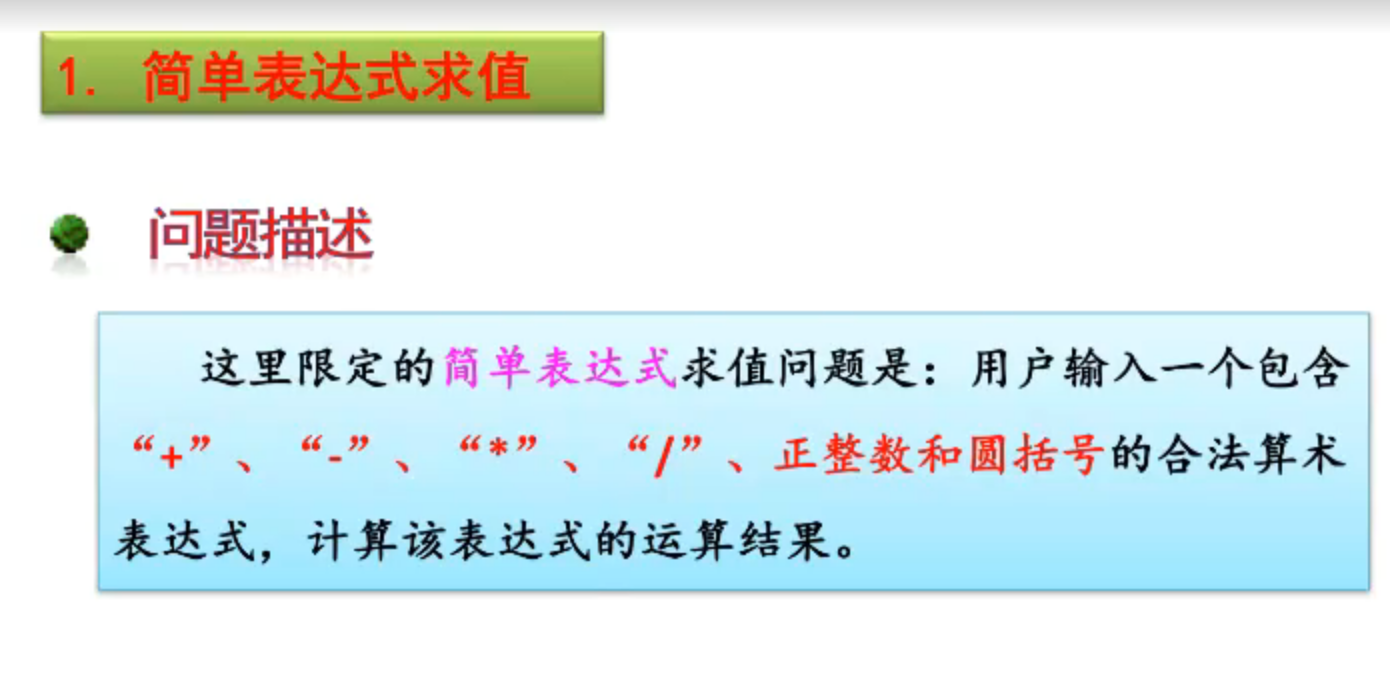 1. 简单表达式求值
问题描述
这里限定的简单表达式求值问题是：用户输入一个包含
“+”、“-”、“*”、“/”、正整数和圆括号的合法算术
表达式，计算该表达式的运算结果。